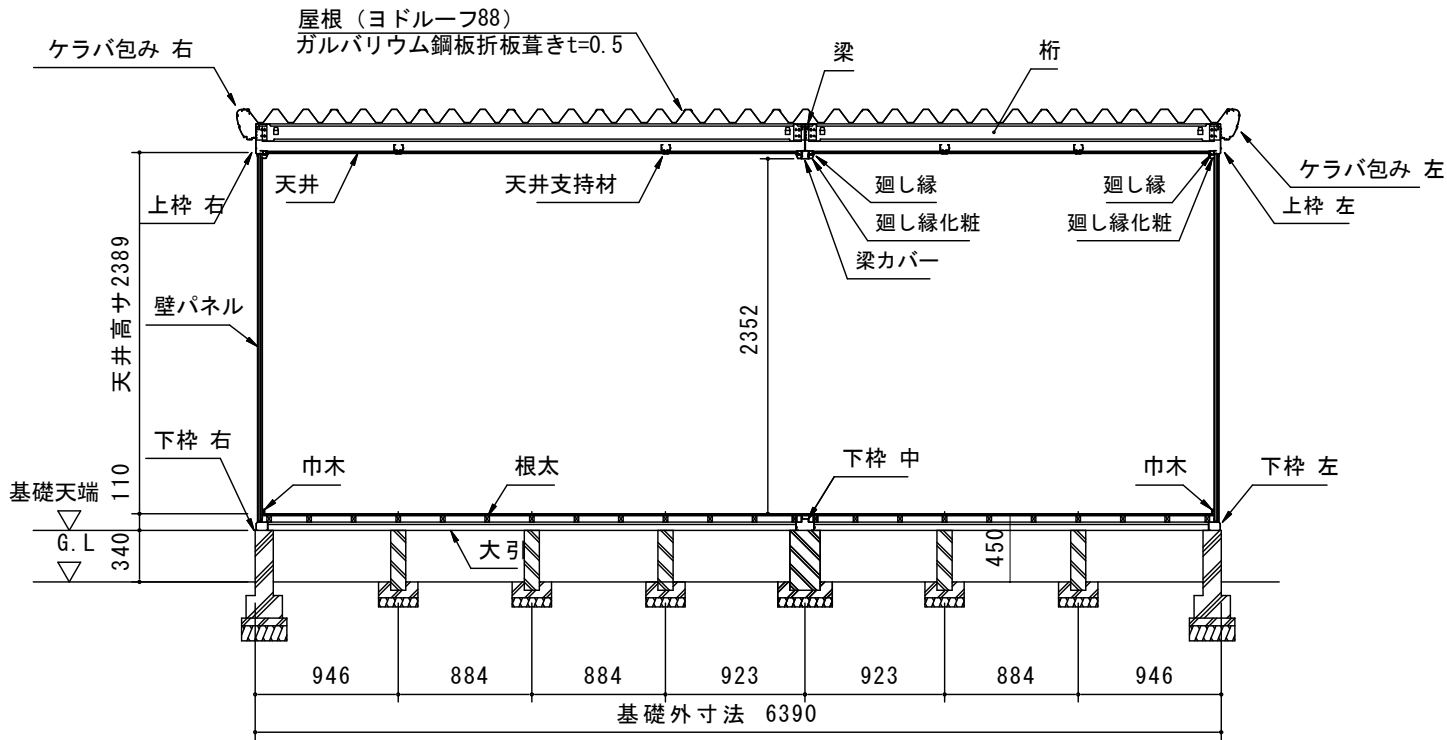 屋根（ヨドルーフ88）
ガルバリウム鋼板折板葺きt=0.5
ケラバ包み 右
梁
桁
天井
天井支持材
廻し縁
廻し縁
ケラバ包み 左
上枠 右
廻し縁化粧
廻し縁化粧
上枠 左
梁カバー
天井高サ2389
壁パネル
2352
下枠 右
巾木
根太
下枠 中
巾木
下枠 左
基礎天端
110
G.L
340
大引
450
946
884
884
923
923
884
946
基礎外寸法 6390